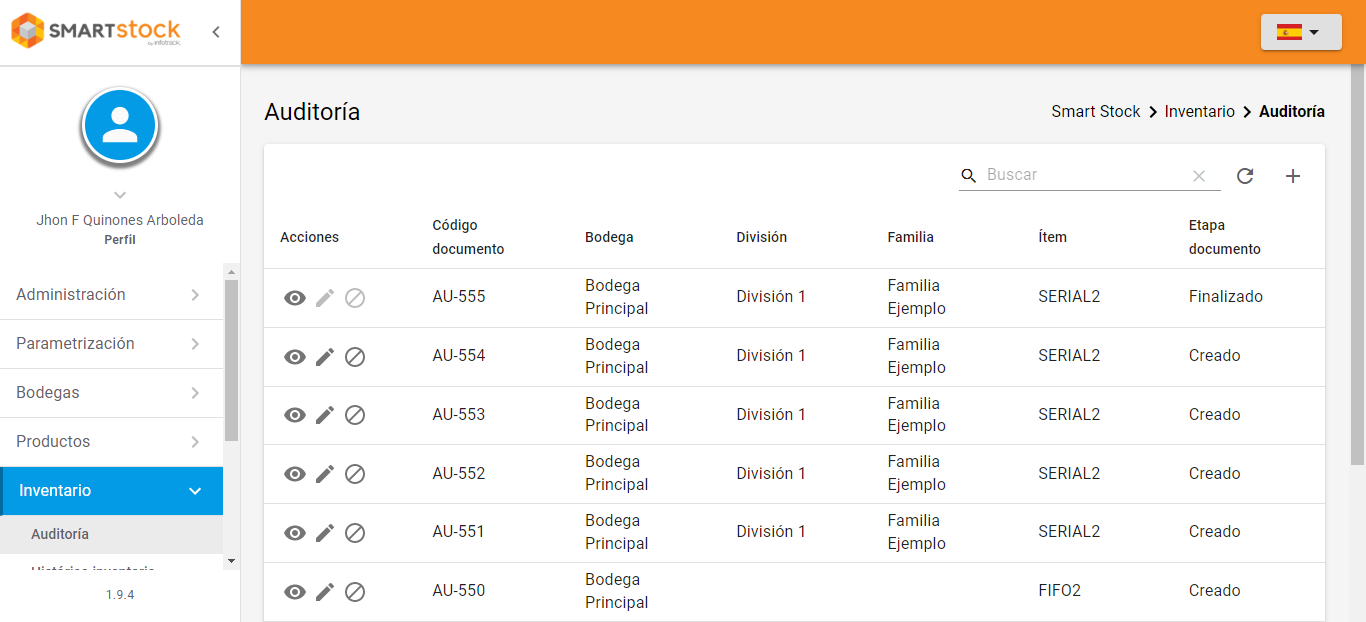 SMARTstock
by infotrack.
Jhon F Quinones Arboleda
Perfil
Administración
Parametrización
Bodegas
Productos
Inventario
Auditoría
Histórico inventario
1.9.4
Auditoría
Smart Stock > Inventario > Auditoría
Buscar
Acciones Código documento Bodega División Familia Ítem Etapa documento
AU-555 Bodega Principal División 1 Familia Ejemplo SERIAL2 Finalizado
AU-554 Bodega Principal División 1 Familia Ejemplo SERIAL2 Creado
AU-553 Bodega Principal División 1 Familia Ejemplo SERIAL2 Creado
AU-552 Bodega Principal División 1 Familia Ejemplo SERIAL2 Creado
AU-551 Bodega Principal División 1 Familia Ejemplo SERIAL2 Creado
AU-550 Bodega Principal FIFO2 Creado